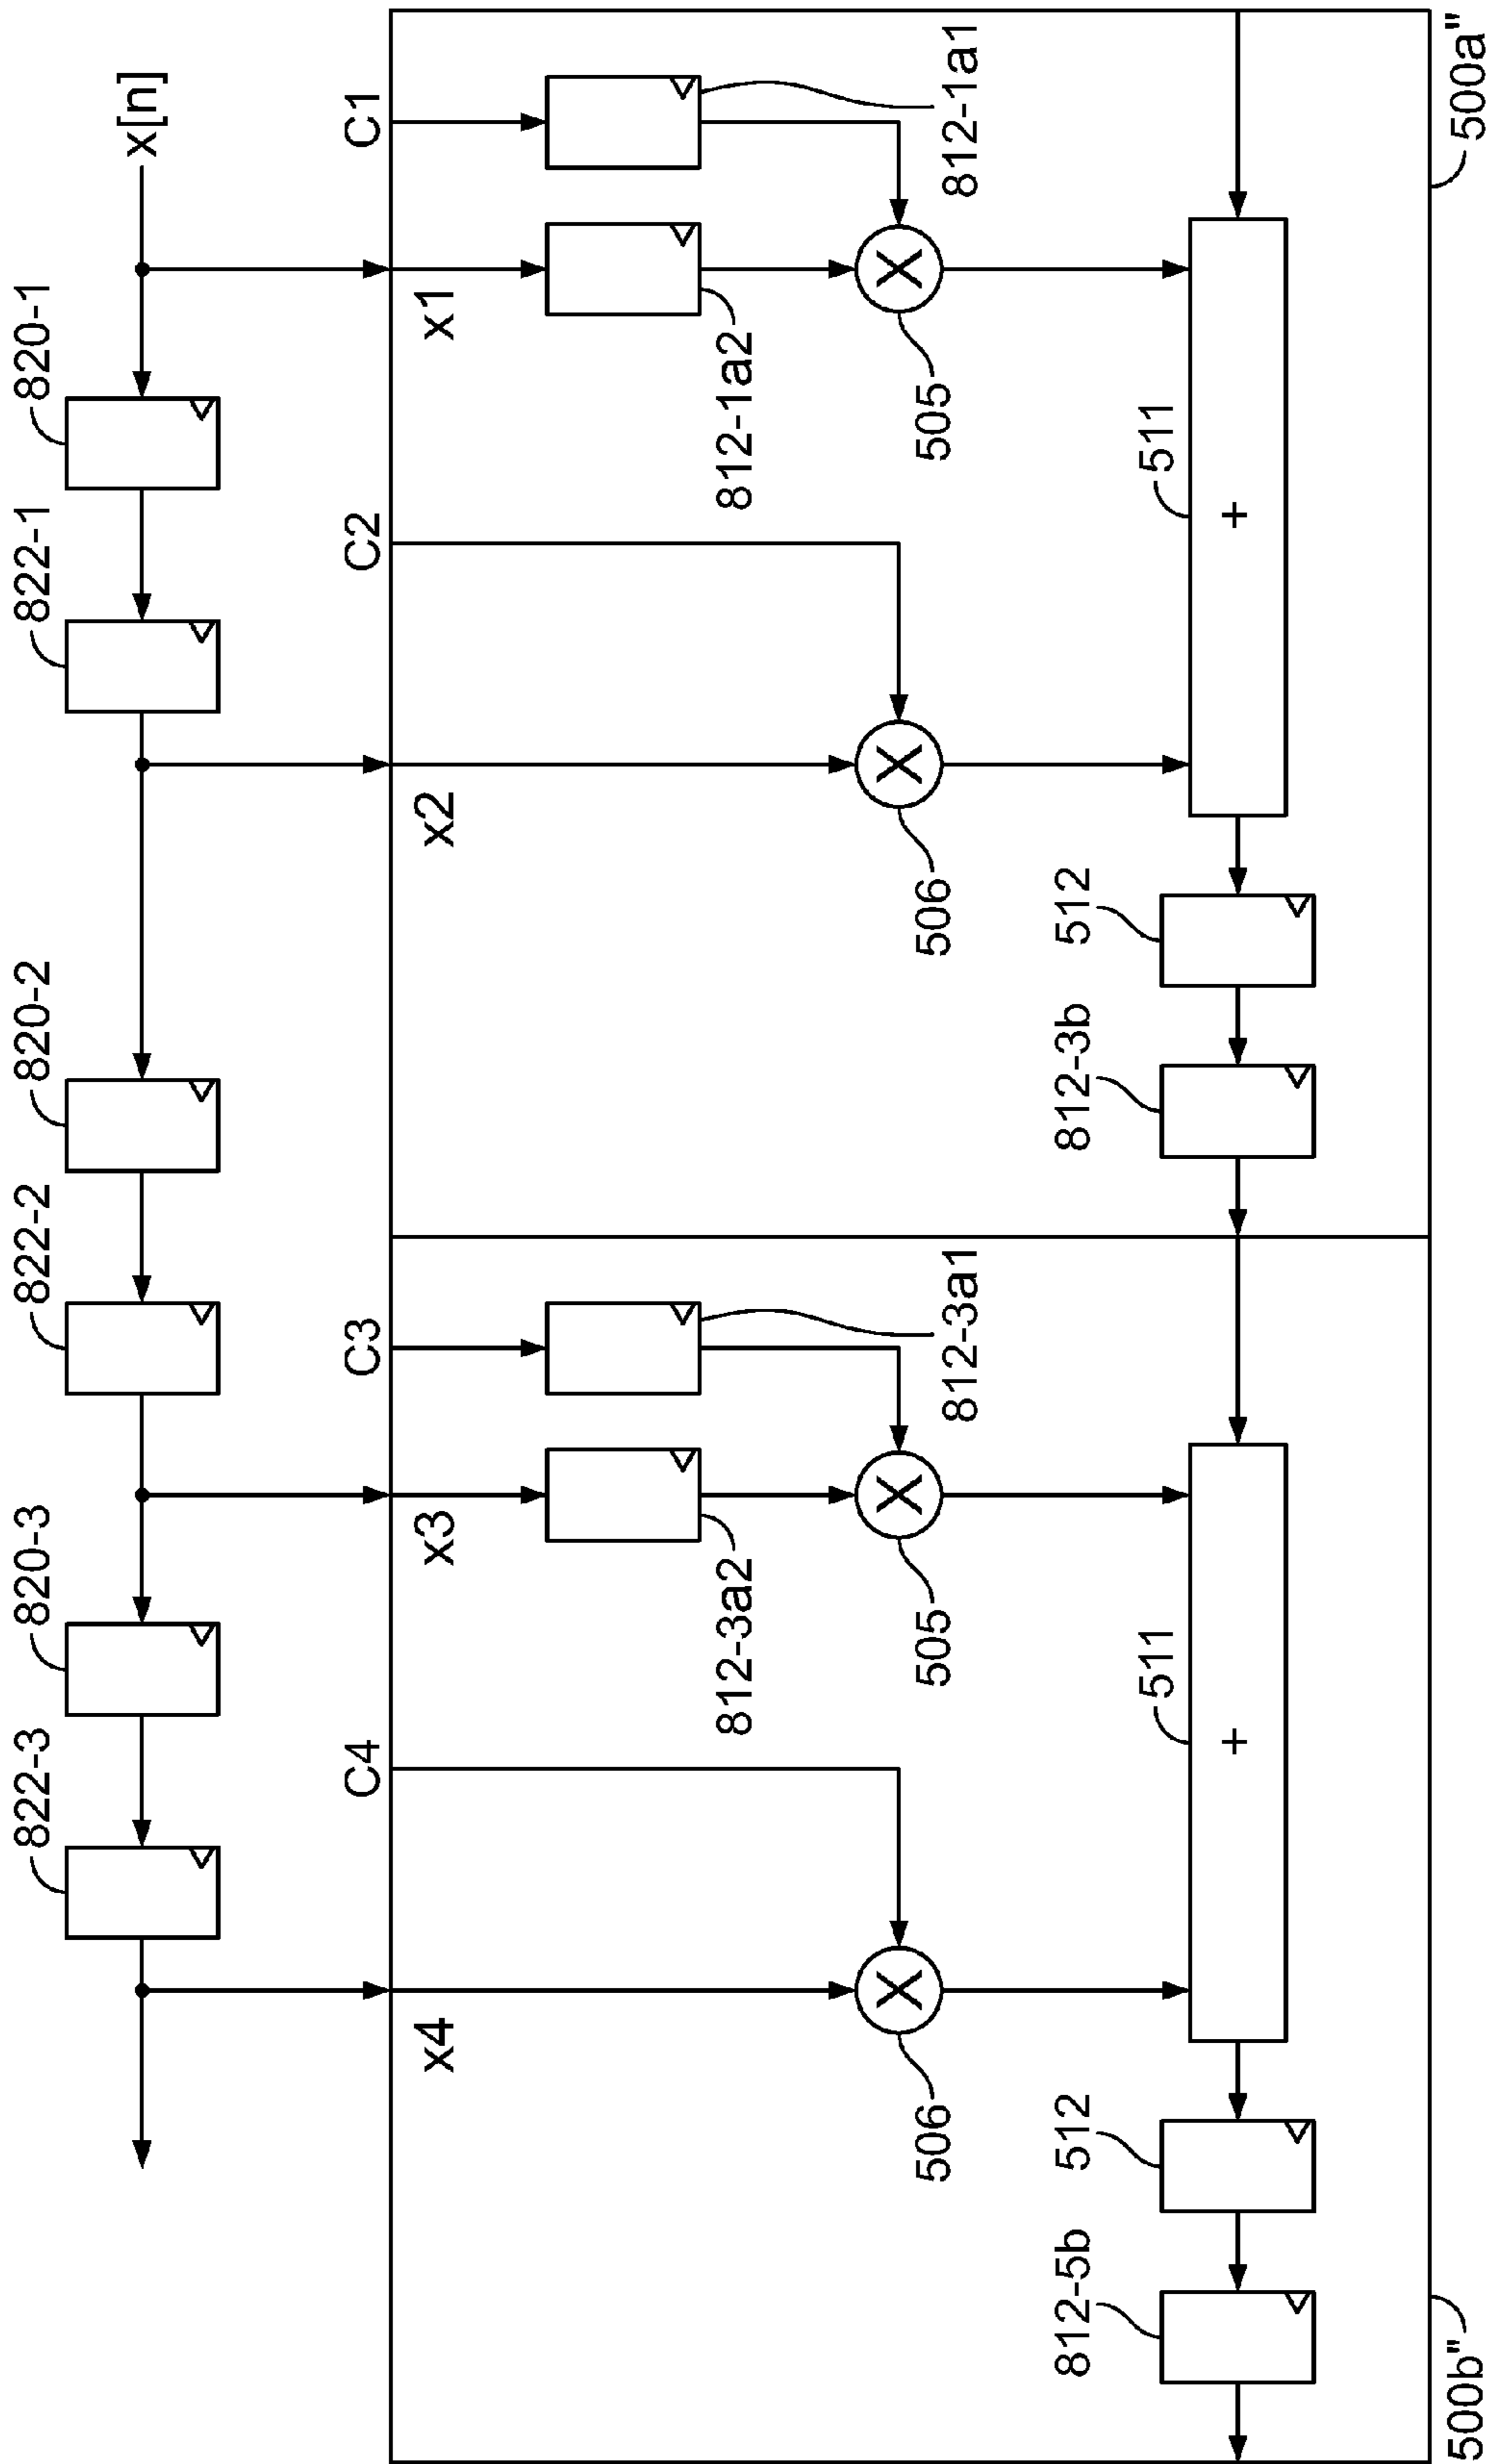 822-3
820-3
822-2
820-2
822-1
820-1
x[n]
C4
C3
C2
C1
x4
x3
x2
x1
812-3a2
812-3a1
812-1a2
812-1a1
506
505
506
505
812-5b
512
511
+
812-3b
512
511
+
500b"
500a"